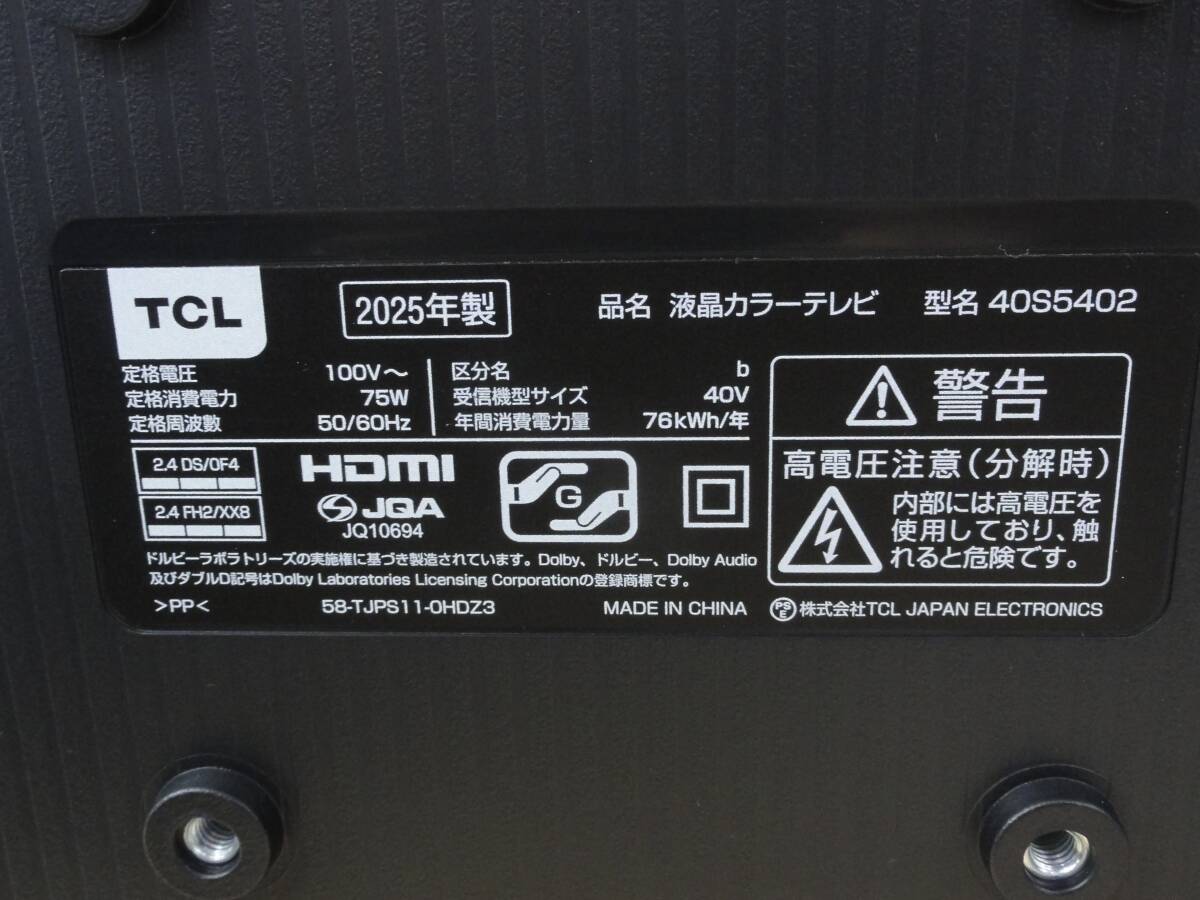 TCL
2025年製
品名 液晶カラーテレビ 型名 40S5402
定格電圧 100V～
定格消費電力 75W
定格周波数 50/60Hz
区分名 b
受信機型サイズ 40V
年間消費電力量 76kWh/年
2.4 DS/OF4
2.4 FH2/XX8
HDMI
JQA
JQ10694
G
ドルビーラボラトリーズの実施権に基づき製造されています。Dolby、ドルビー、Dolby Audio
及びダブルD記号はDolby Laboratories Licensing Corporationの登録商標です。
>PP< 58-TJPS11-0HDZ3 MADE IN CHINA
警告
高電圧注意(分解時)
内部には高電圧を
使用しており、触
れると危険です。
PSE 株式会社TCL JAPAN ELECTRONICS